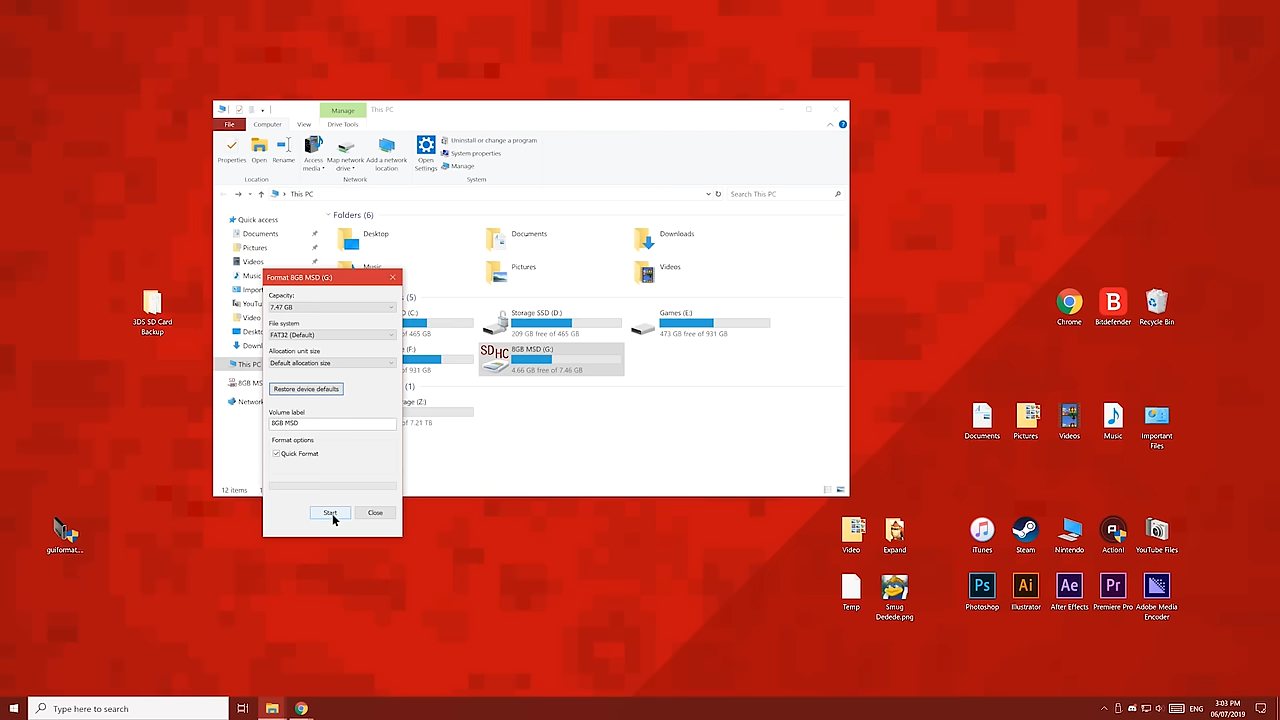 Manage
This PC
File
Computer
View
Drive Tools
Properties
Open
Rename
Access media
Map network drive
Add a network location
Open Settings
Uninstall or change a program
System properties
Manage
Location
Network
System
This PC
Search This PC
Quick access
Documents
Pictures
Videos
Music
Import
YouTu
Video
Deskto
Downl
This PC
8GB MS
Network
Folders (6)
Desktop
Documents
Downloads
Music
Pictures
Videos
(5)
(C:)
of 465 GB
Storage SSD (D:)
209 GB free of 465 GB
Games (E:)
473 GB free of 931 GB
(F:)
of 931 GB
SDHC
8GB MSD (G:)
4.66 GB free of 7.46 GB
(1)
age (Z:)
of 7.21 TB
12 items
Format 8GB MSD (G:)
Capacity:
7.47 GB
File system
FAT32 (Default)
Allocation unit size
Default allocation size
Restore device defaults
Volume label
8GB MSD
Format options
Quick Format
Start
Close
3DS SD Card
Backup
guiformat...
Chrome
Bitdefender
Recycle Bin
Documents
Pictures
Videos
Music
Important
Files
Video
Expand
iTunes
Steam
Nintendo
Action!
YouTube Files
Temp
Smug
Dedede.png
Ps
Photoshop
Ai
Illustrator
Ae
After Effects
Pr
Premiere Pro
Adobe Media
Encoder
Type here to search
ENG
3:03 PM
06/07/2019